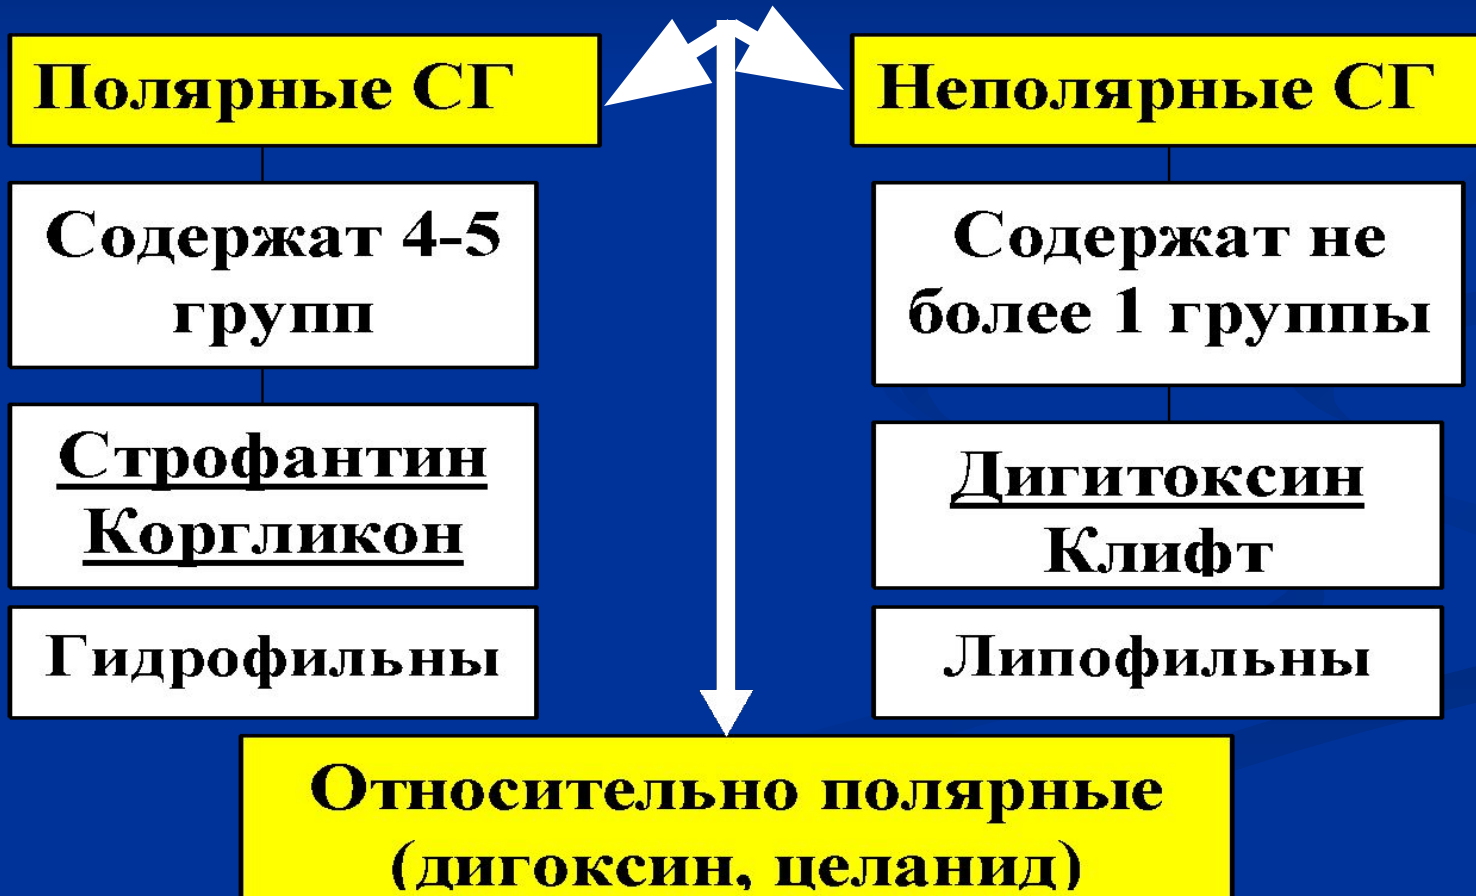 Полярные СГ
Содержат 4-5
групп
Строфантин
Коргликон
Гидрофильны
Неполярные СГ
Содержат не
более 1 группы
Дигитоксин
Клифт
Липофильны
Относительно полярные
(дигоксин, целанид)